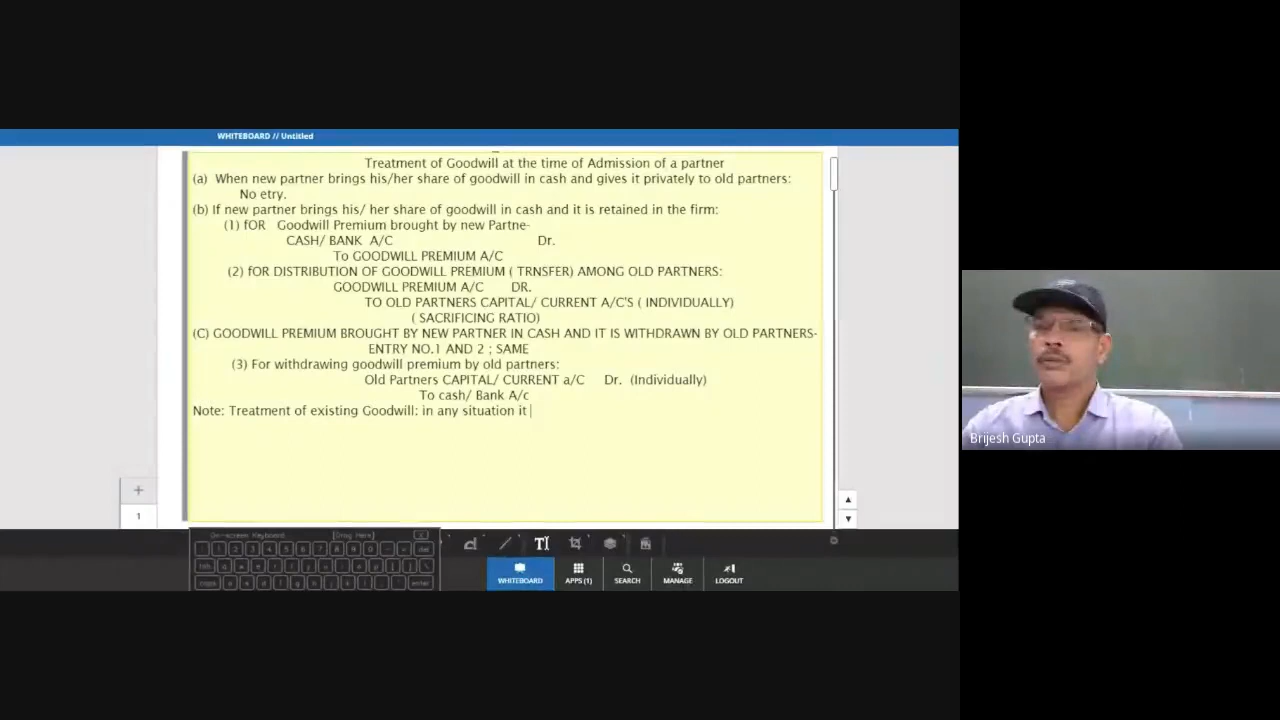 WHITEBOARD // Untitled
Treatment of Goodwill at the time of Admission of a partner
(a) When new partner brings his/her share of goodwill in cash and gives it privately to old partners:
No etry.
(b) If new partner brings his/ her share of goodwill in cash and it is retained in the firm:
(1) fOR Goodwill Premium brought by new Partne-
CASH/ BANK A/C Dr.
To GOODWILL PREMIUM A/C
(2) fOR DISTRIBUTION OF GOODWILL PREMIUM ( TRNSFER) AMONG OLD PARTNERS:
GOODWILL PREMIUM A/C DR.
TO OLD PARTNERS CAPITAL/ CURRENT A/C'S ( INDIVIDUALLY)
( SACRIFICING RATIO)
(C) GOODWILL PREMIUM BROUGHT BY NEW PARTNER IN CASH AND IT IS WITHDRAWN BY OLD PARTNERS-
ENTRY NO.1 AND 2 ; SAME
(3) For withdrawing goodwill premium by old partners:
Old Partners CAPITAL/ CURRENT a/C Dr. (Individually)
To cash/ Bank A/c
Note: Treatment of existing Goodwill: in any situation it
1
On-screen Keyboard [Drag Here]
WHITEBOARD APPS (1) SEARCH MANAGE LOGOUT
Brijesh Gupta